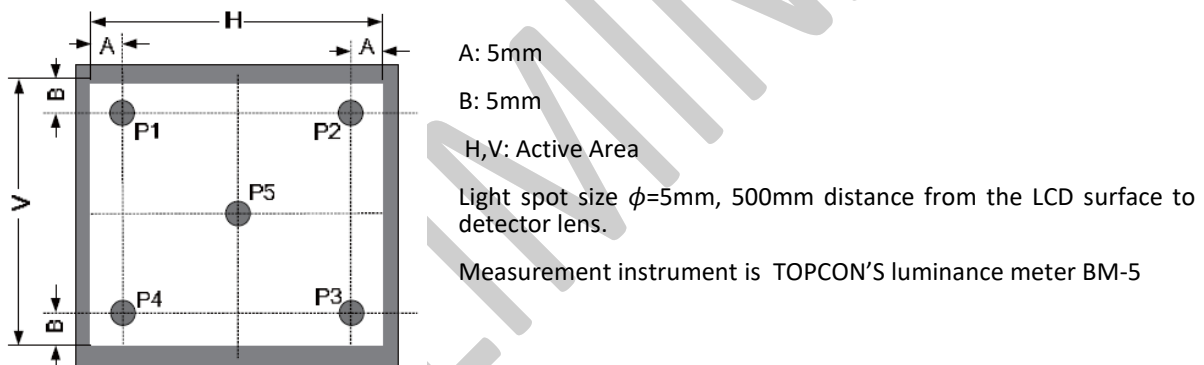 H
A
A
B
P1
P2
V
P5
P4
P3
B
A: 5mm
B: 5mm
H,V: Active Area
Light spot size ϕ=5mm, 500mm distance from the LCD surface to
detector lens.
Measurement instrument is TOPCON’S luminance meter BM-5